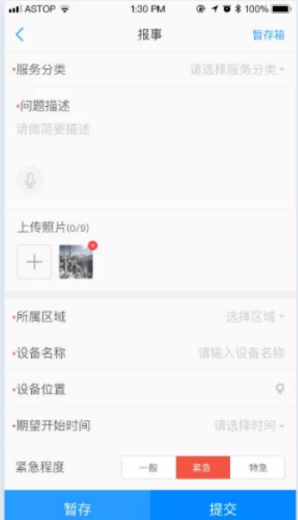 ASTOP 1:30 PM 100%
报事 暂存箱
*服务分类 请选择服务分类
*问题描述
请做简要描述
上传照片(0/9)
*所属区域 选择区域
*设备名称 请输入设备名称
*设备位置
*期望开始时间 请选择时间
紧急程度 一般 紧急 特急
暂存 提交